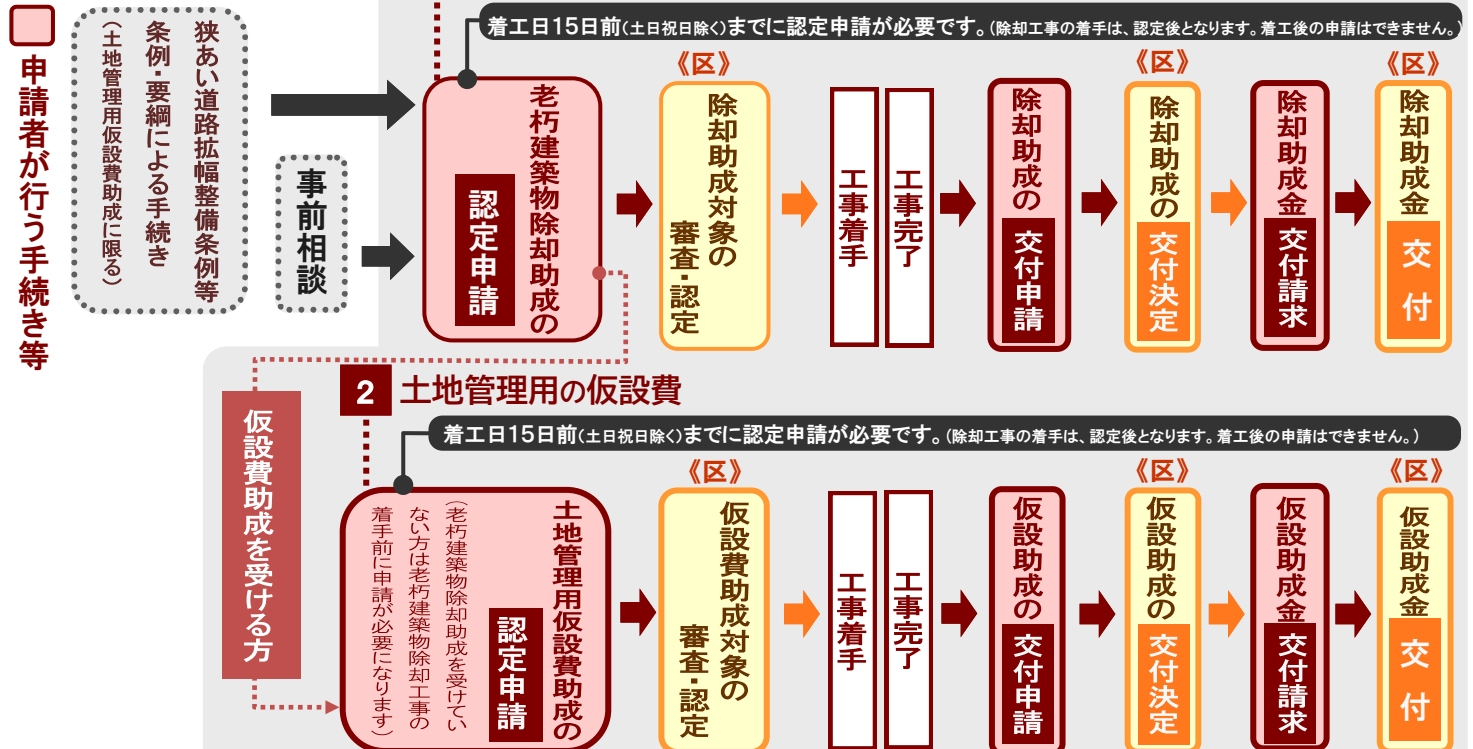 申請者が行う手続き等
狭あい道路拡幅整備条例等
条例・要綱による手続き
(土地管理用仮設費助成に限る)
事前相談
着工日15日前(土日祝日除く)までに認定申請が必要です。(除却工事の着手は、認定後となります。着工後の申請はできません。)
老朽建築物除却助成の
認定申請
《区》
除却助成対象の
審査・認定
工事着手
工事完了
除却助成の
交付申請
《区》
除却助成の
交付決定
除却助成金
交付請求
《区》
除却助成金
交付
仮設費助成を受ける方
2 土地管理用の仮設費
着工日15日前(土日祝日除く)までに認定申請が必要です。(除却工事の着手は、認定後となります。着工後の申請はできません。)
土地管理用仮設費助成の
認定申請
(老朽建築物除却助成を受けてい
ない方は老朽建築物除却工事の
着手前に申請が必要になります)
《区》
仮設費助成対象の
審査・認定
工事着手
工事完了
仮設助成の
交付申請
《区》
仮設助成の
交付決定
仮設助成金
交付請求
《区》
仮設助成金
交付